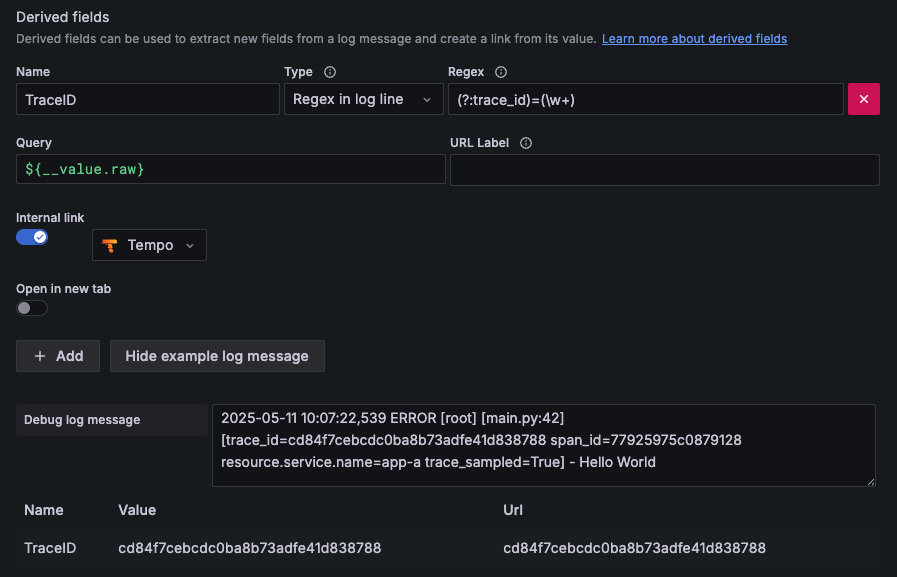 Derived fields
Derived fields can be used to extract new fields from a log message and create a link from its value. Learn more about derived fields
Name Type Regex
TraceID Regex in log line (?:trace_id)=(\w+)
Query URL Label
${__value.raw}
Internal link
Tempo
Open in new tab
+ Add Hide example log message
Debug log message
2025-05-11 10:07:22,539 ERROR [root] [main.py:42]
[trace_id=cd84f7cebcdc0ba8b73adfe41d838788 span_id=77925975c0879128
resource.service.name=app-a trace_sampled=True] - Hello World
Name Value Url
TraceID cd84f7cebcdc0ba8b73adfe41d838788 cd84f7cebcdc0ba8b73adfe41d838788